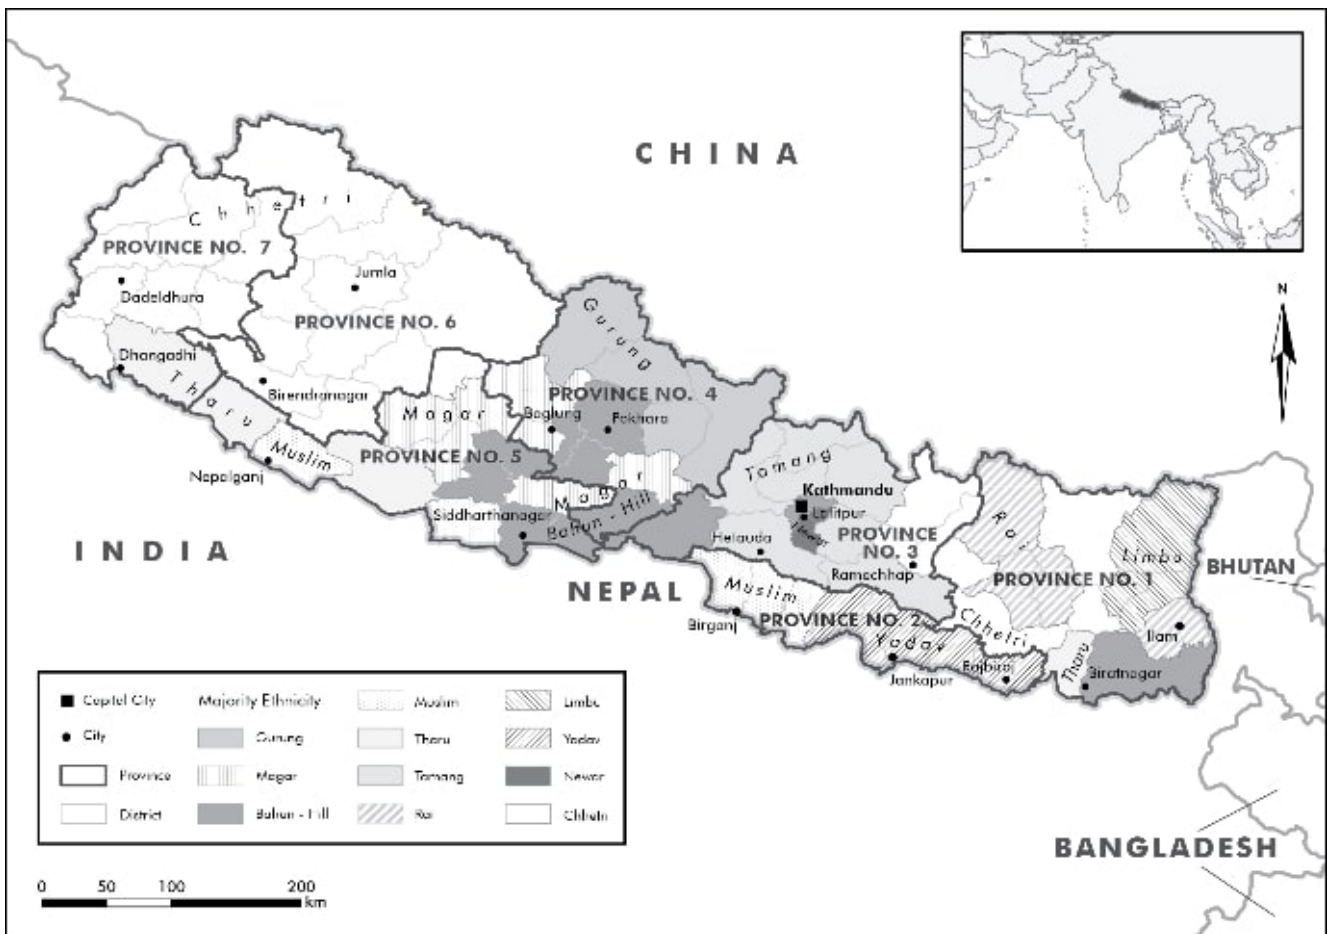 CHINA
N
Chhetri
PROVINCE NO. 7
Jumla
Dadeldhura
PROVINCE NO. 6
Gurung
Dhangadhi
Tharu
Birendranagar
PROVINCE NO. 4
Magar
Baglung
Pokhara
Muslim
PROVINCE NO. 5
Nepalganj
Magar
Tamang
Kathmandu
Lalitpur
Newar
Siddharthanagar
Bahun - Hill
PROVINCE
NO. 3
Hetauda
Ramechhap
Rai
Limbu
INDIA
NEPAL
PROVINCE NO. 1
BHUTAN
Muslim
PROVINCE NO. 2
Birganj
Yadav
Chhetri
Ilam
Jankapur
Rajbiraj
Tharu
Biratnagar
Capital City
City
Province
District
Majority Ethnicity
Gurung
Magar
Bahun - Hill
Muslim
Tharu
Tamang
Rai
Limbu
Yadav
Newar
Chhetri
BANGLADESH
0 50 100 200
km